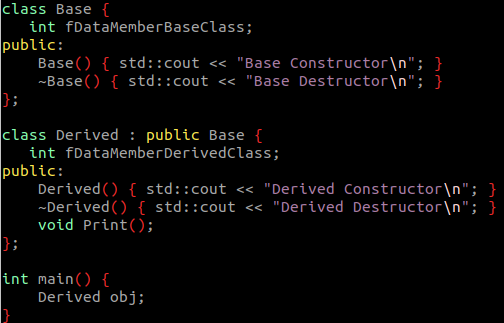 class Base {
   int fDataMemberBaseClass;
public:
    Base() { std::cout << "Base Constructor\n"; }
    ~Base() { std::cout << "Base Destructor\n"; }
};

class Derived : public Base {
   int fDataMemberDerivedClass;
public:
    Derived() { std::cout << "Derived Constructor\n"; }
    ~Derived() { std::cout << "Derived Destructor\n"; }
    void Print();
};

int main() {
    Derived obj;
}